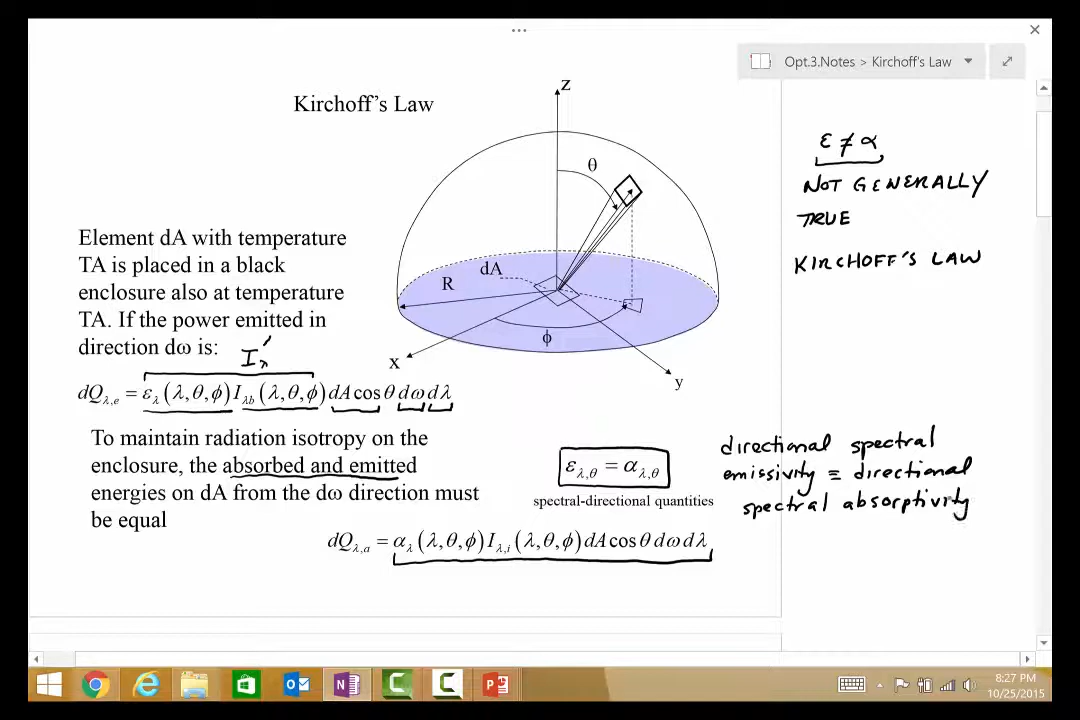 Opt.3.Notes > Kirchoff's Law
Kirchoff's Law
z
θ
dA
R
ϕ
x
y
Element dA with temperature
TA is placed in a black
enclosure also at temperature
TA. If the power emitted in
direction dω is:
I'λ
dQλ,e = ελ(λ,θ,ϕ)Iλb(λ,θ,ϕ)dA cosθ dω dλ
To maintain radiation isotropy on the
enclosure, the absorbed and emitted
energies on dA from the dω direction must
be equal
ελ,θ = αλ,θ
spectral-directional quantities
dQλ,a = αλ(λ,θ,ϕ)Iλ,i(λ,θ,ϕ)dA cosθ dω dλ
ε ≠ α
NOT GENERALLY
TRUE
KIRCHOFF'S LAW
directional spectral
emissivity = directional
spectral absorptivity
8:27 PM
10/25/2015